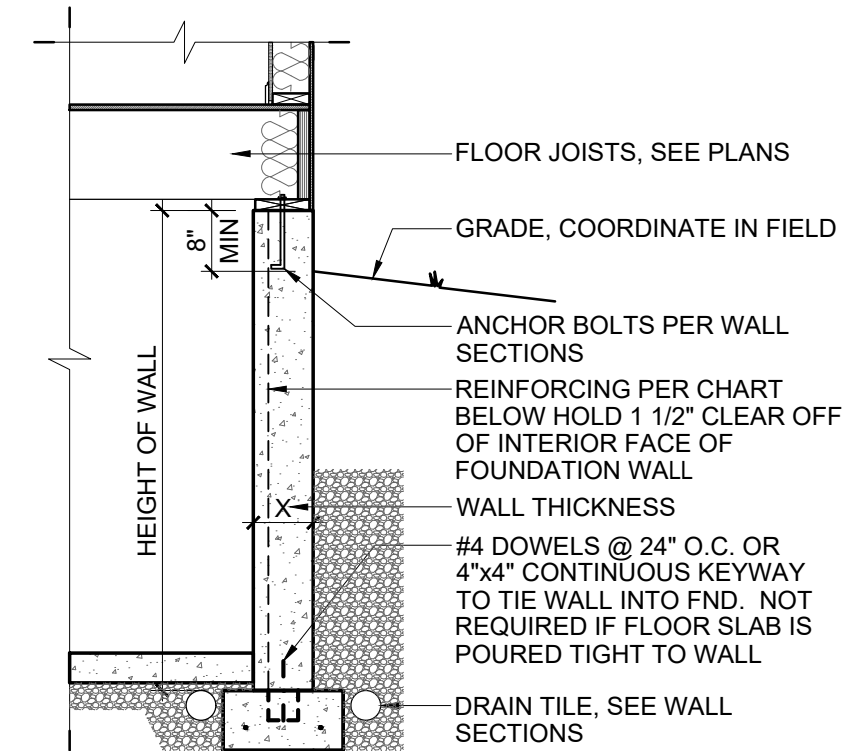 FLOOR JOISTS, SEE PLANS
GRADE, COORDINATE IN FIELD
8"
MIN
ANCHOR BOLTS PER WALL
SECTIONS
REINFORCING PER CHART
BELOW HOLD 1 1/2" CLEAR OFF
OF INTERIOR FACE OF
FOUNDATION WALL
HEIGHT OF WALL
WALL THICKNESS
X
#4 DOWELS @ 24" O.C. OR
4"x4" CONTINUOUS KEYWAY
TO TIE WALL INTO FND. NOT
REQUIRED IF FLOOR SLAB IS
POURED TIGHT TO WALL
DRAIN TILE, SEE WALL
SECTIONS